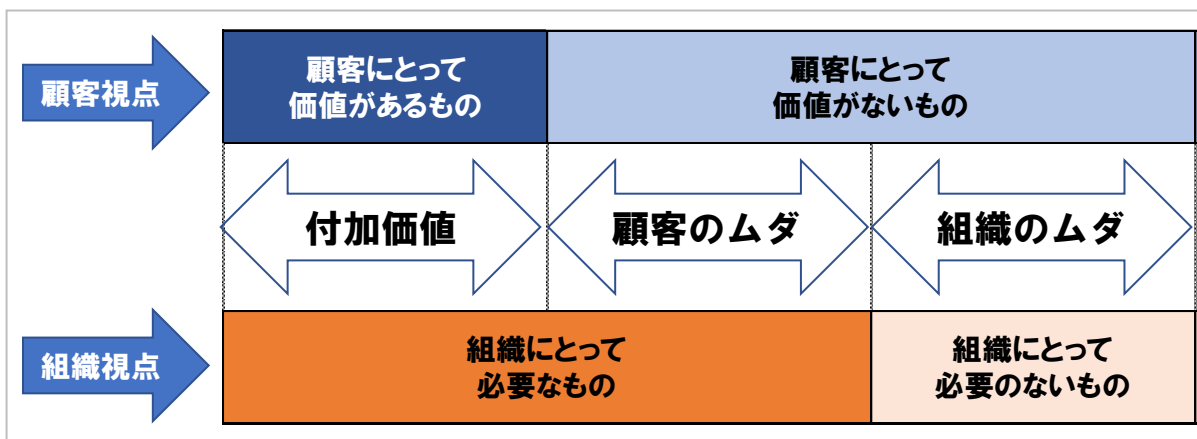 顧客視点
顧客にとって
価値があるもの
顧客にとって
価値がないもの
付加価値
顧客のムダ
組織のムダ
組織視点
組織にとって
必要なもの
組織にとって
必要のないもの